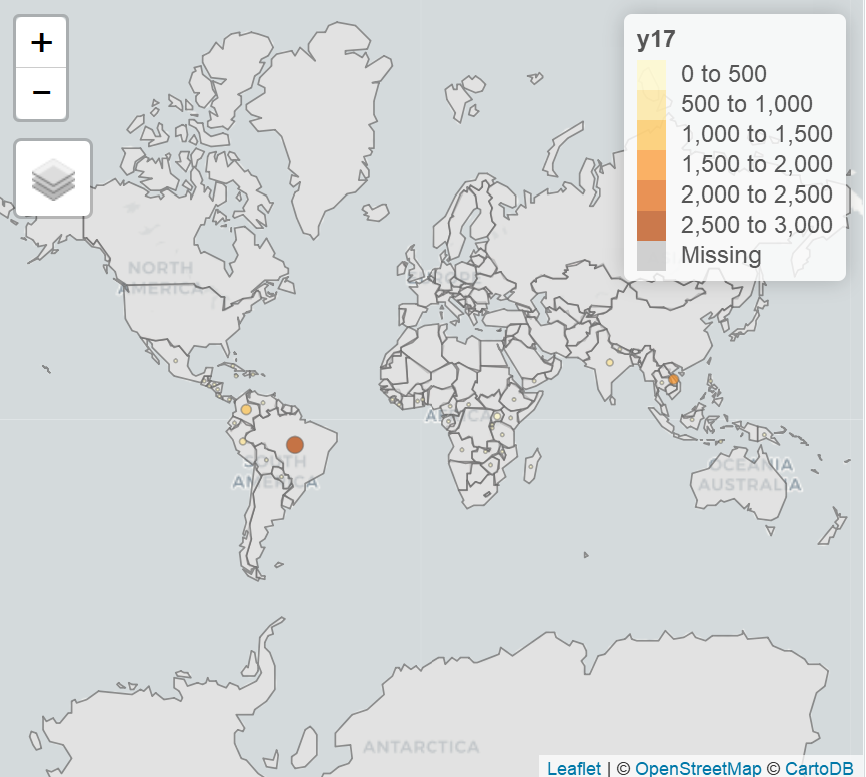 +
−
y17
0 to 500
500 to 1,000
1,000 to 1,500
1,500 to 2,000
2,000 to 2,500
2,500 to 3,000
Missing
NORTH
AMERICA
EUROPE
AFRICA
SOUTH
AMERICA
OCEANIA
AUSTRALIA
ANTARCTICA
Leaflet | © OpenStreetMap © CartoDB